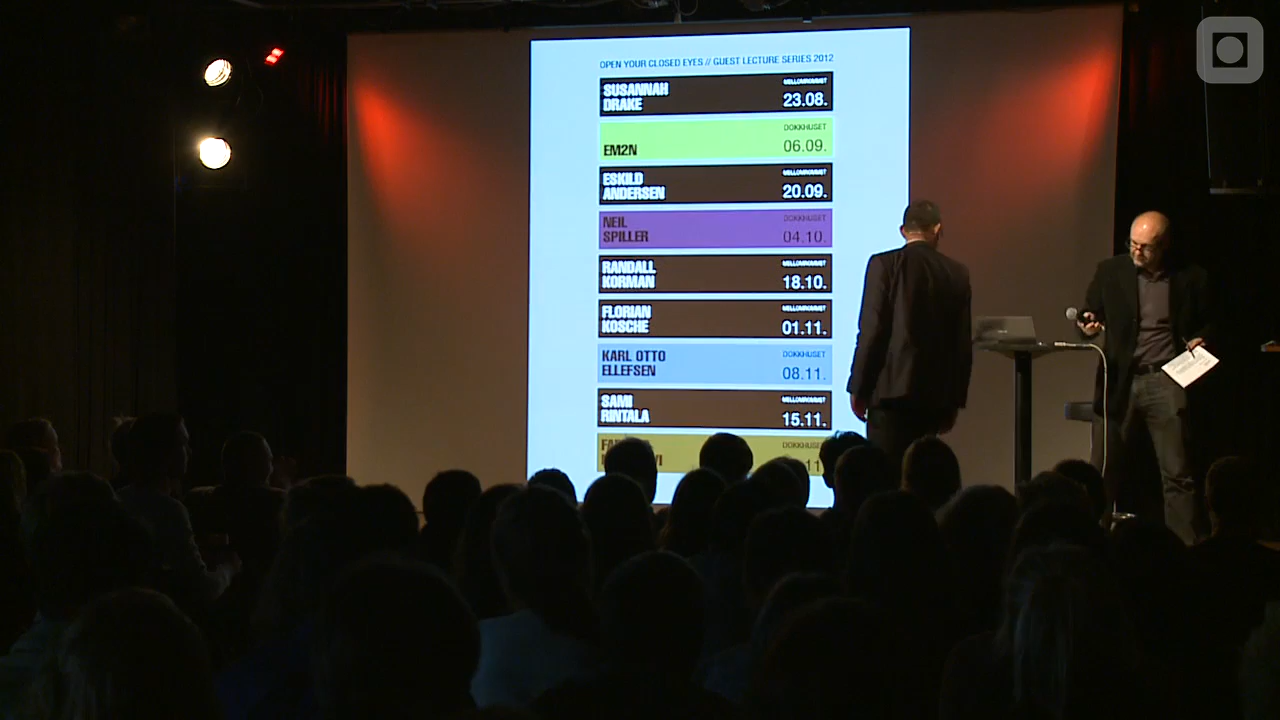 OPEN YOUR CLOSED EYES // GUEST LECTURE SERIES 2012
SUSANNAH
DRAKE
MELLOMROMMET
23.08.
EM2N
DOKKHUSET
06.09.
ESKILD
ANDERSEN
MELLOMROMMET
20.09.
NEIL
SPILLER
DOKKHUSET
04.10.
RANDALL
KORMAN
MELLOMROMMET
18.10.
FLORIAN
KOSCHE
MELLOMROMMET
01.11.
KARL OTTO
ELLEFSEN
DOKKHUSET
08.11.
SAMI
RINTALA
MELLOMROMMET
15.11.
DOKKHUSET